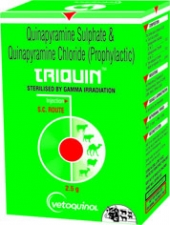 Quinapyramine Sulphate &
Quinapyramine Chloride (Prophylactic)
TRIQUIN
STERILISED BY GAMMA IRRADIATION
S.C. ROUTE
2.5 g
vetoquinol